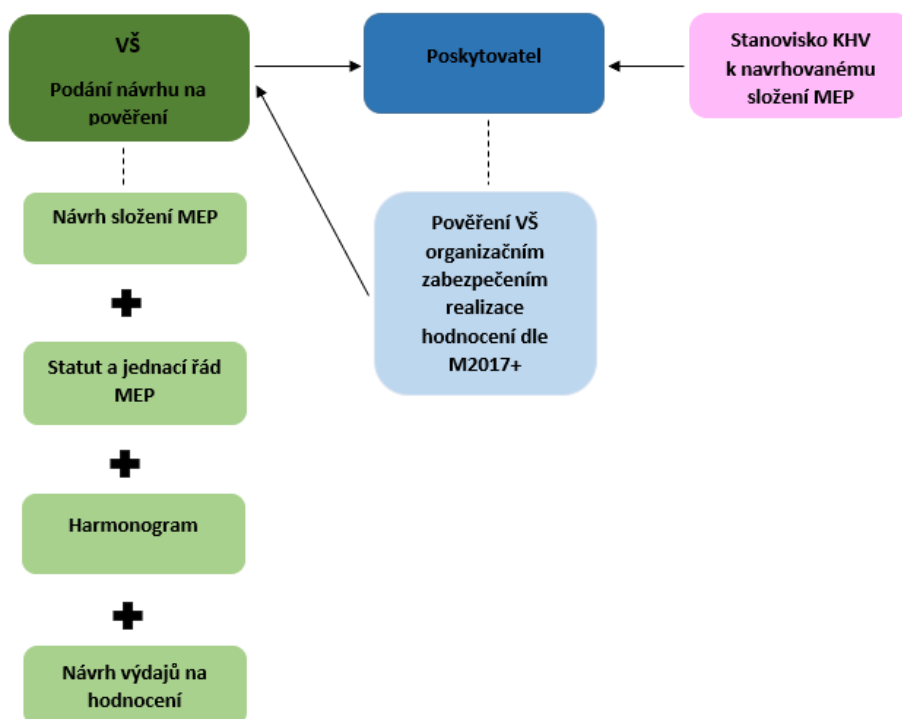 VŠ
Podání návrhu na
pověření
Poskytovatel
Stanovisko KHV
k navrhovanému
složení MEP
Návrh složení MEP
Pověření VŠ
organizačním
zabezpečením
realizace
hodnocení dle
M2017+
Statut a jednací řád
MEP
Harmonogram
Návrh výdajů na
hodnocení